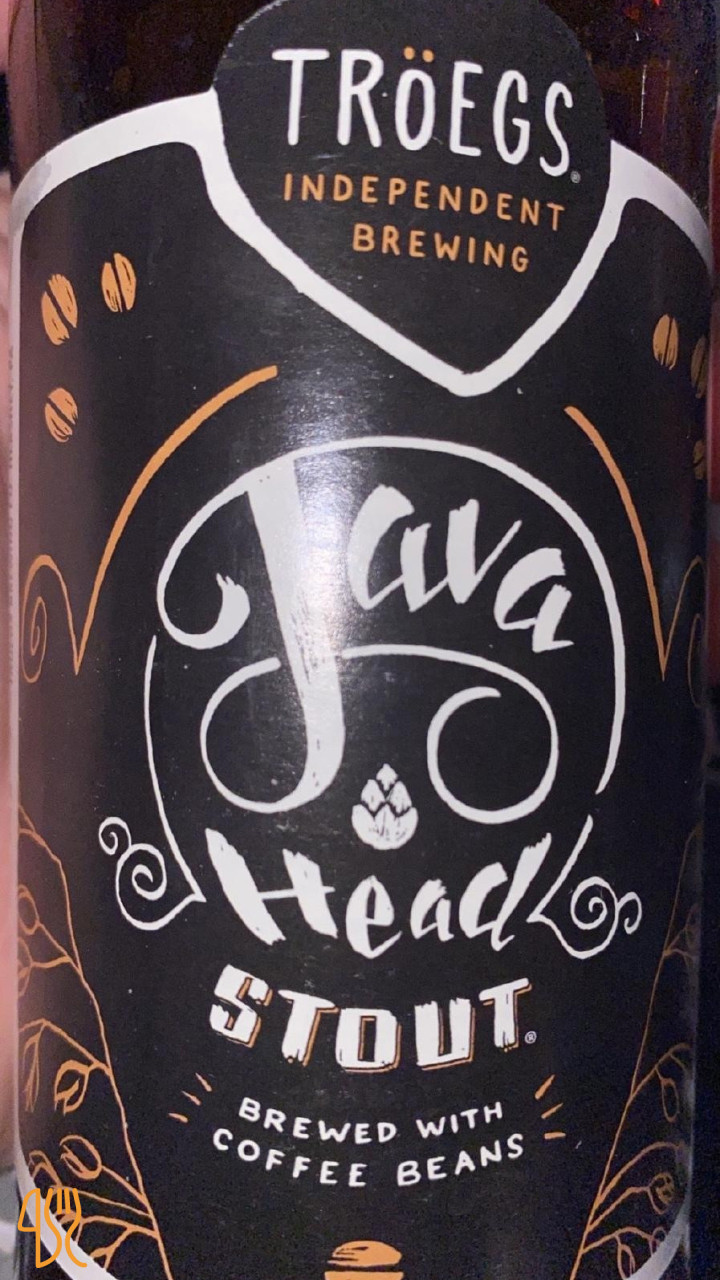 TRÖEGS®
INDEPENDENT
BREWING
Java
Head
STOUT®
BREWED WITH
COFFEE BEANS